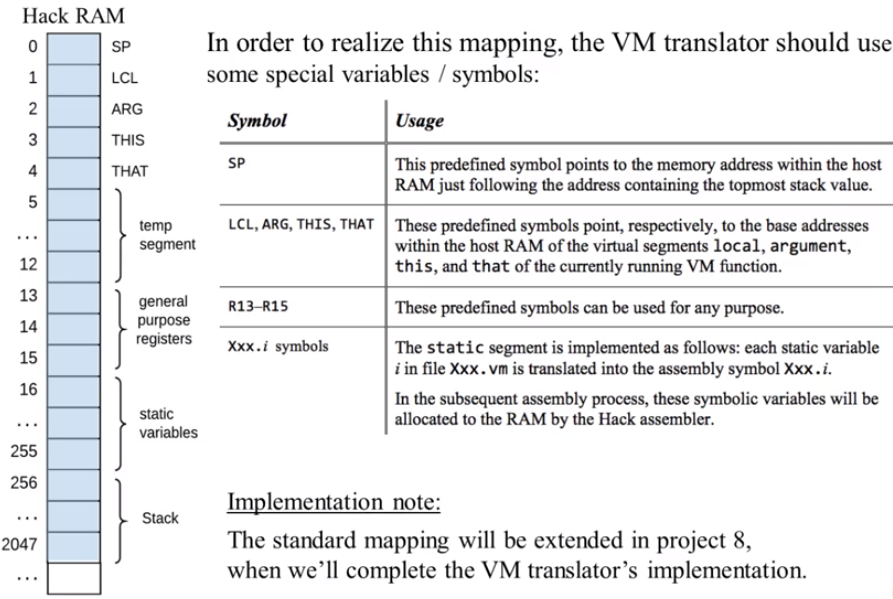 Hack RAM
0 SP
1 LCL
2 ARG
3 THIS
4 THAT
5
...
12
temp
segment
13
14
15
general
purpose
registers
16
...
255
static
variables
256
...
2047
Stack
...
In order to realize this mapping, the VM translator should use
some special variables / symbols:
Symbol Usage
SP This predefined symbol points to the memory address within the host
RAM just following the address containing the topmost stack value.
LCL, ARG, THIS, THAT These predefined symbols point, respectively, to the base addresses
within the host RAM of the virtual segments local, argument,
this, and that of the currently running VM function.
R13–R15 These predefined symbols can be used for any purpose.
Xxx.i symbols The static segment is implemented as follows: each static variable
i in file Xxx.vm is translated into the assembly symbol Xxx.i.
In the subsequent assembly process, these symbolic variables will be
allocated to the RAM by the Hack assembler.
Implementation note:
The standard mapping will be extended in project 8,
when we'll complete the VM translator's implementation.